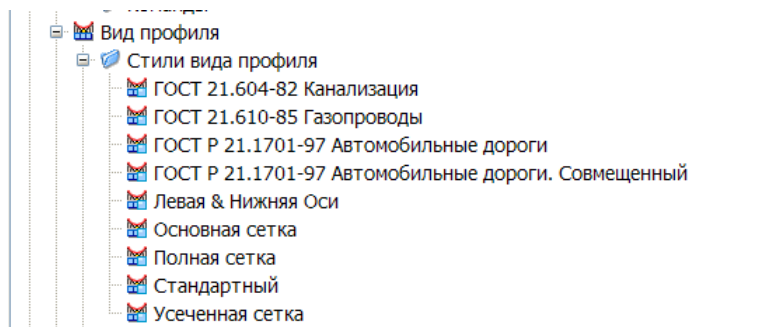 Команды
Вид профиля
Стили вида профиля
ГОСТ 21.604-82 Канализация
ГОСТ 21.610-85 Газопроводы
ГОСТ Р 21.1701-97 Автомобильные дороги
ГОСТ Р 21.1701-97 Автомобильные дороги. Совмещенный
Левая & Нижняя Оси
Основная сетка
Полная сетка
Стандартный
Усеченная сетка